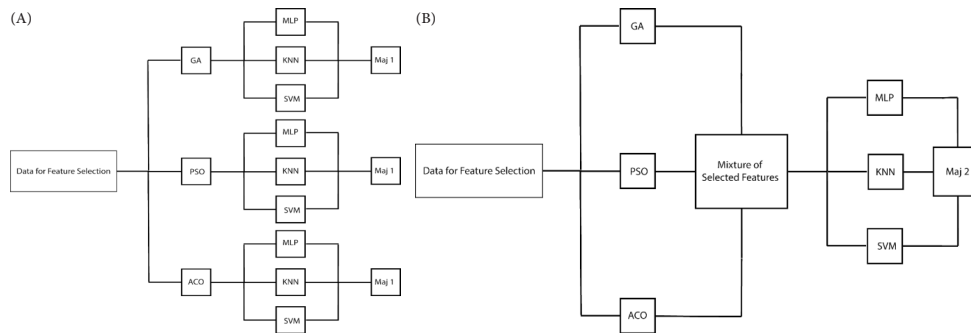 (A)
MLP
GA
KNN
Maj 1
SVM
MLP
Data for Feature Selection
PSO
KNN
Maj 1
SVM
MLP
ACO
KNN
Maj 1
SVM
(B)
GA
MLP
Data for Feature Selection
PSO
Mixture of
Selected Features
KNN
Maj 2
SVM
ACO